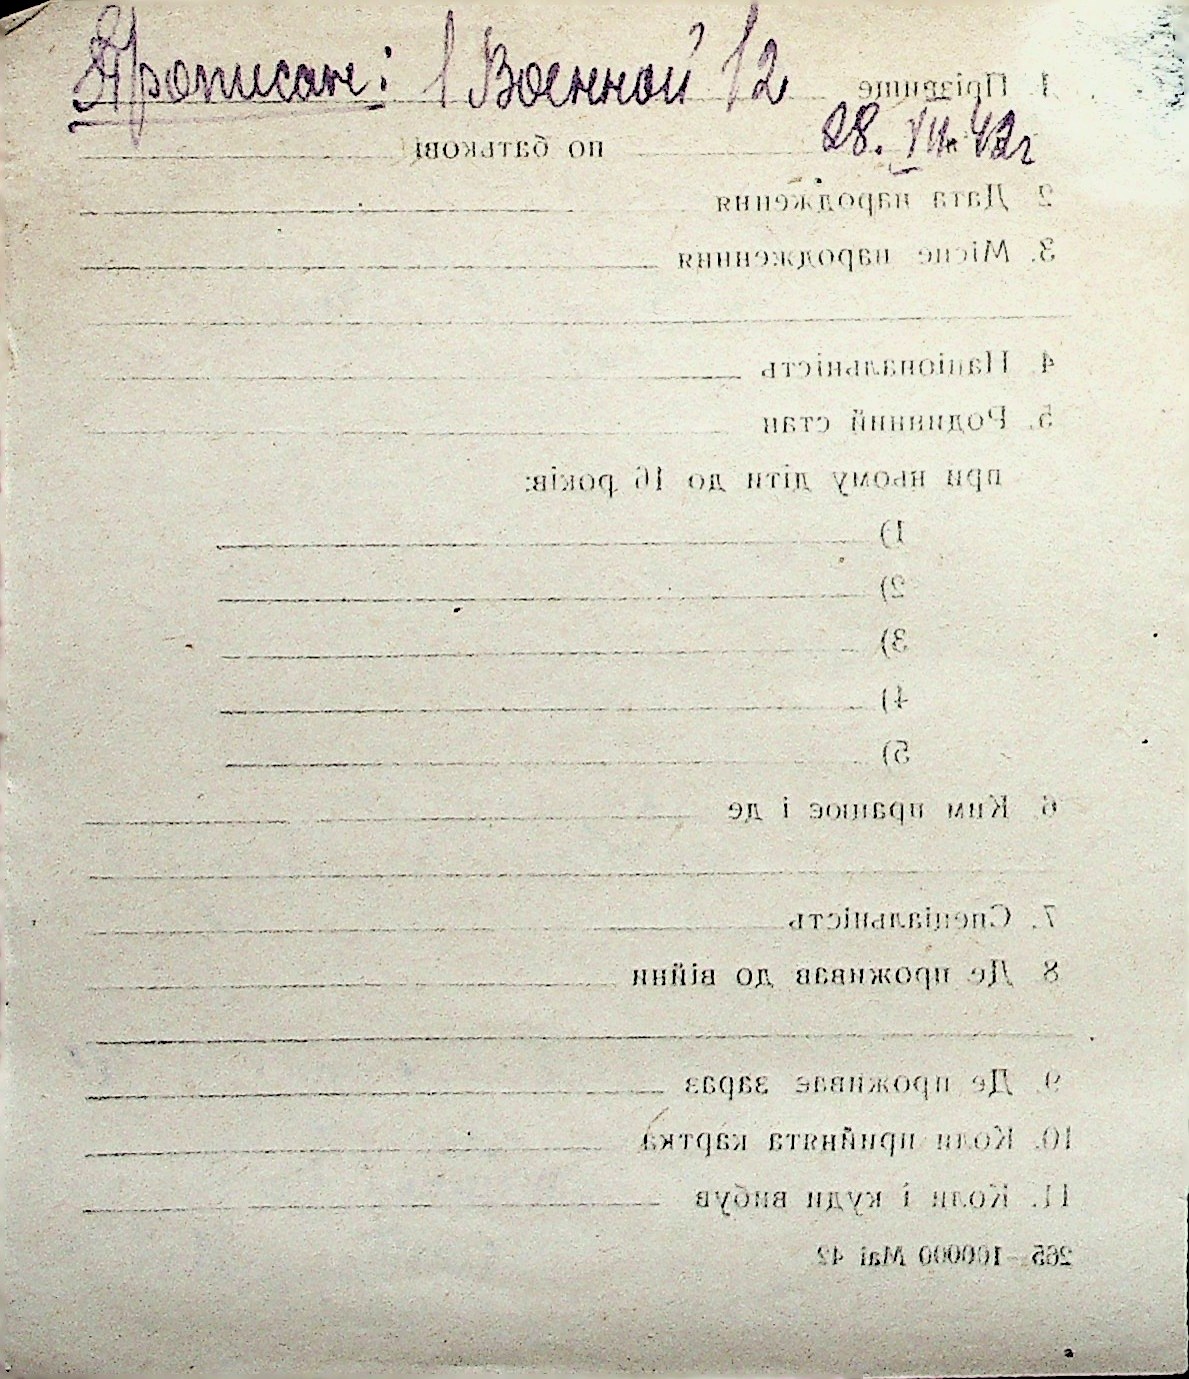 Прописан: 1 Военной 12
28. VII. 42 г
1 Прізвище
по батькові
2 Дата народження
3. Місце народженння
4. Національність
5. Родинний стан
при ньому діти до 16 років:
1)
2)
3)
4)
5)
6. Ким працює і де
7. Спеціальність
8 Де проживав до війни
9. Де проживає зараз
10. Коли прийнята картка
11. Коли і куди вибув
265—100000 Mai 42